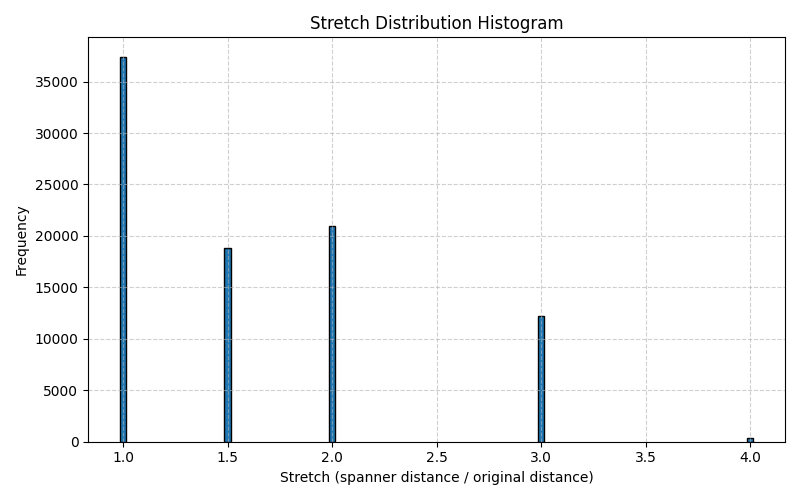 Stretch Distribution Histogram
Frequency
35000
30000
25000
20000
15000
10000
5000
0
1.0 1.5 2.0 2.5 3.0 3.5 4.0
Stretch (spanner distance / original distance)